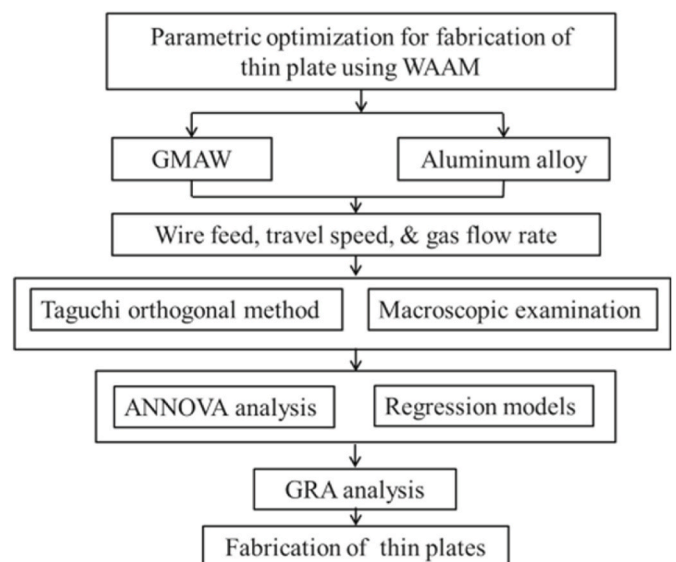 Parametric optimization for fabrication of
thin plate using WAAM
GMAW
Aluminum alloy
Wire feed, travel speed, & gas flow rate
Taguchi orthogonal method
Macroscopic examination
ANNOVA analysis
Regression models
GRA analysis
Fabrication of thin plates